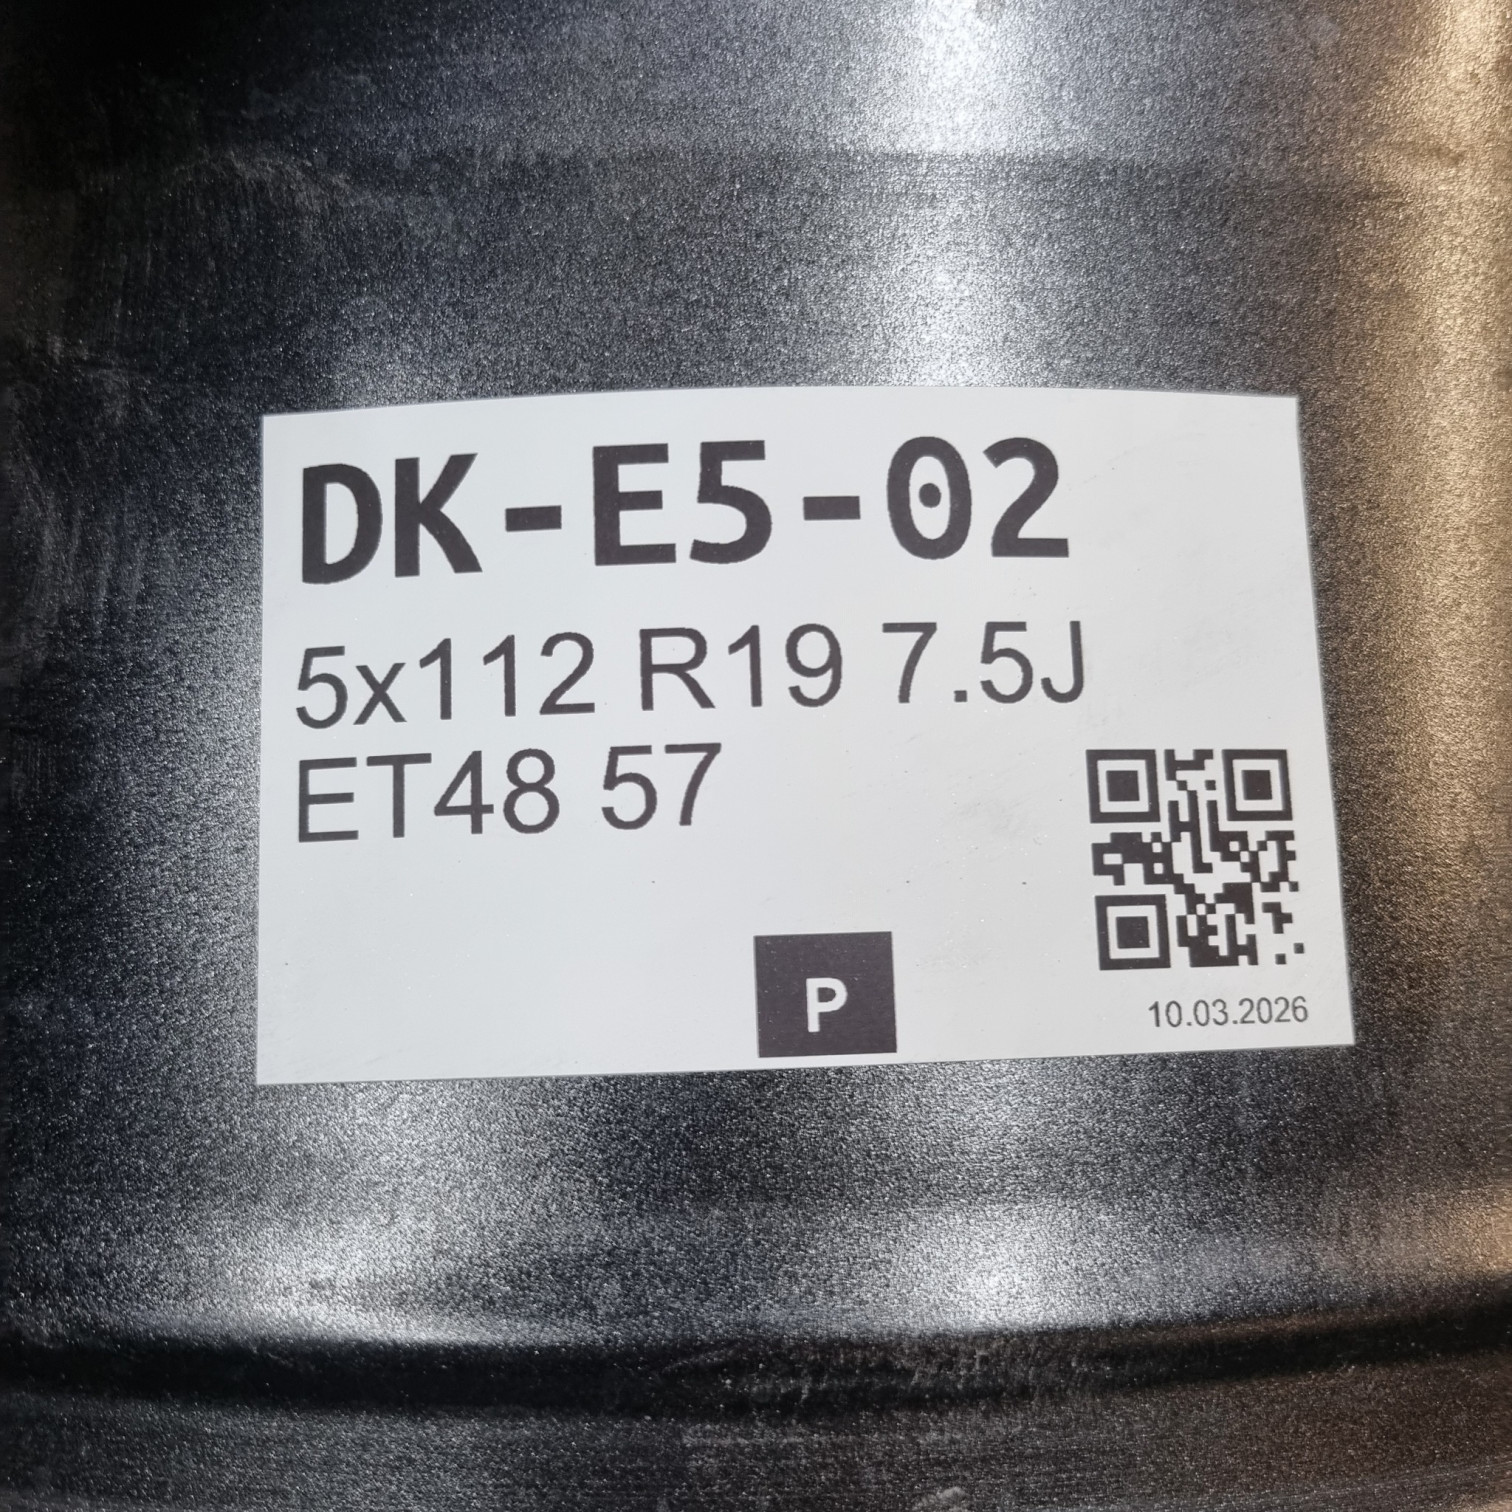 DK-E5-02
5x112 R19 7.5J
ET48 57
P
10.03.2026